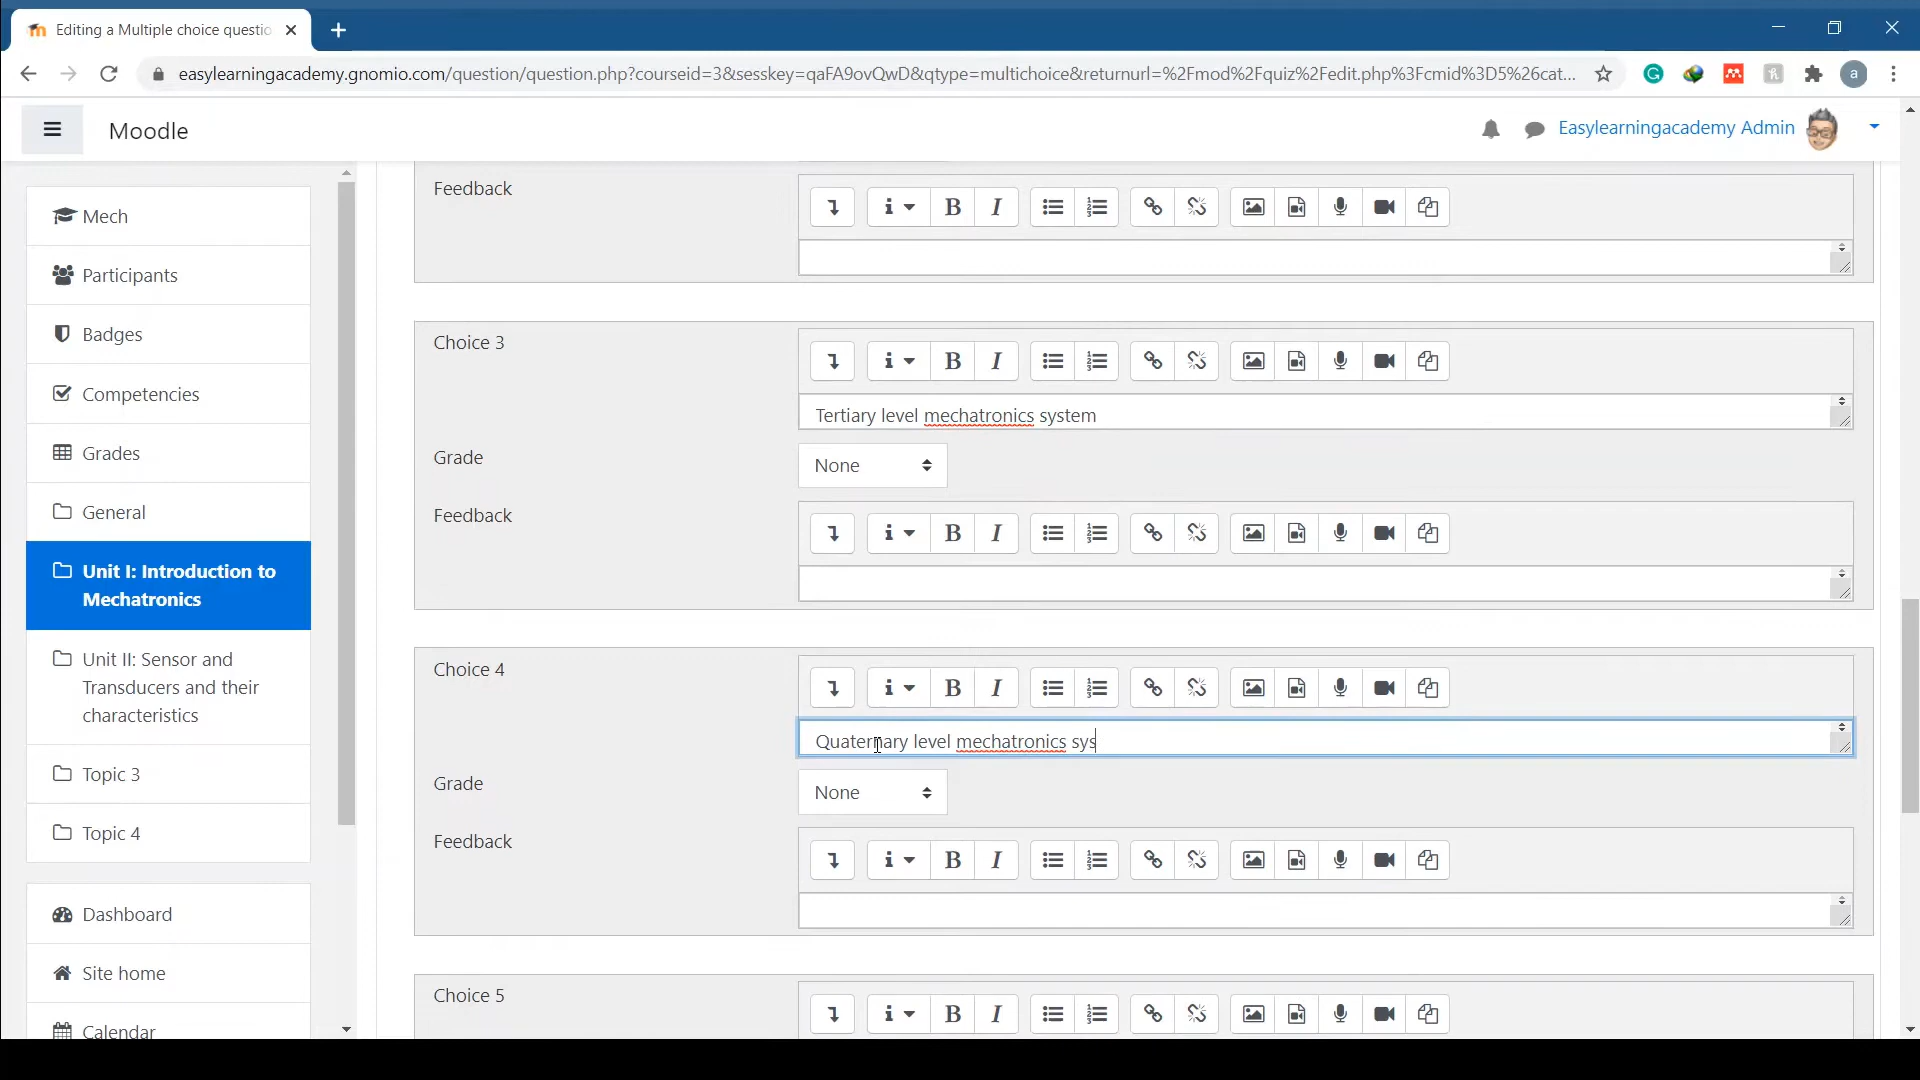 Editing a Multiple choice questio
easylearningacademy.gnomio.com/question/question.php?courseid=3&sesskey=qaFA9ovQwD&qtype=multichoice&returnurl=%2Fmod%2Fquiz%2Fedit.php%3Fcmid%3D5%26cat...
a
Moodle
Easylearningacademy Admin
Mech
Participants
Badges
Competencies
Grades
General
Unit I: Introduction to
Mechatronics
Unit II: Sensor and
Transducers and their
characteristics
Topic 3
Topic 4
Dashboard
Site home
Calendar
Feedback
B I
Choice 3
B I
Tertiary level mechatronics system
Grade
None
Feedback
B I
Choice 4
B I
Quaternary level mechatronics sys
Grade
None
Feedback
B I
Choice 5
B I